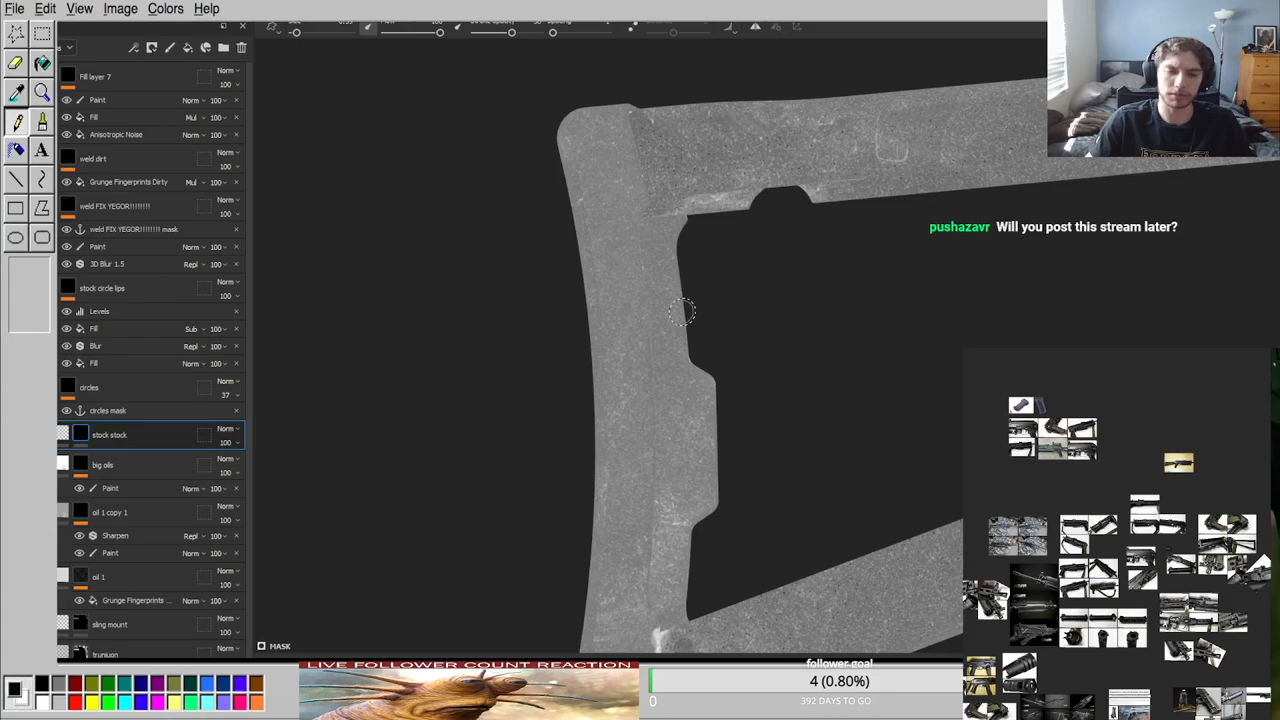 File Edit View Image Colors Help
Fill layer 7 Norm 100
Paint Norm 100
Fill Mul 100
Anisotropic Noise Norm 100
weld dirt Norm 100
Grunge Fingerprints Dirty Mul 100
weld FIX YEGOR!!!!!!!! Norm 100
weld FIX YEGOR!!!!!!!! mask
Paint Norm 100
3D Blur 1.5 Repl 100
stock circle lips Norm 100
Levels
Fill Sub 100
Blur Repl 100
Fill Norm 100
circles Norm 37
circles mask
stock stock Norm 100
big oils Norm 100
Paint Norm 100
oil 1 copy 1 Norm 100
Sharpen Repl 100
Paint Norm 100
oil 1 Norm 100
Grunge Fingerprints ... Norm 100
sling mount Norm 100
trunjuon Norm
MASK
pushazavr Will you post this stream later?
LIVE FOLLOWER COUNT REACTION
follower goal
4 (0.80%)
0 392 DAYS TO GO